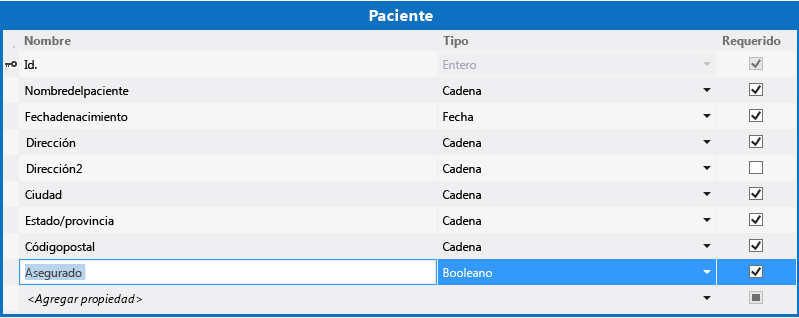 Paciente
Nombre Tipo Requerido
Id. Entero
Nombredelpaciente Cadena
Fechadenacimiento Fecha
Dirección Cadena
Dirección2 Cadena
Ciudad Cadena
Estado/provincia Cadena
Códigopostal Cadena
Asegurado Booleano
<Agregar propiedad>